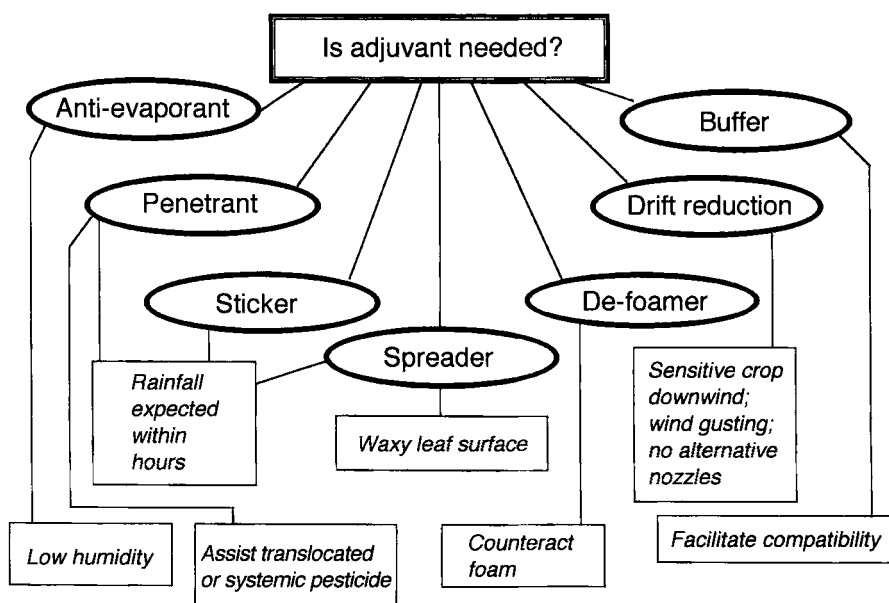 Is adjuvant needed?
Anti-evaporant
Buffer
Penetrant
Drift reduction
Sticker
De-foamer
Spreader
Rainfall
expected
within
hours
Waxy leaf surface
Sensitive crop
downwind;
wind gusting;
no alternative
nozzles
Low humidity
Assist translocated
or systemic pesticide
Counteract
foam
Facilitate compatibility